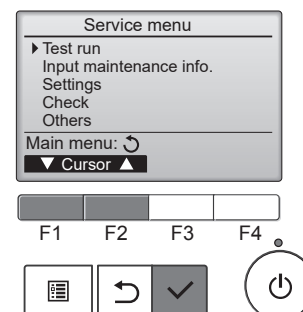 Service menu
Test run
Input maintenance info.
Settings
Check
Others
Main menu:
▼ Cursor ▲
F1 F2 F3 F4